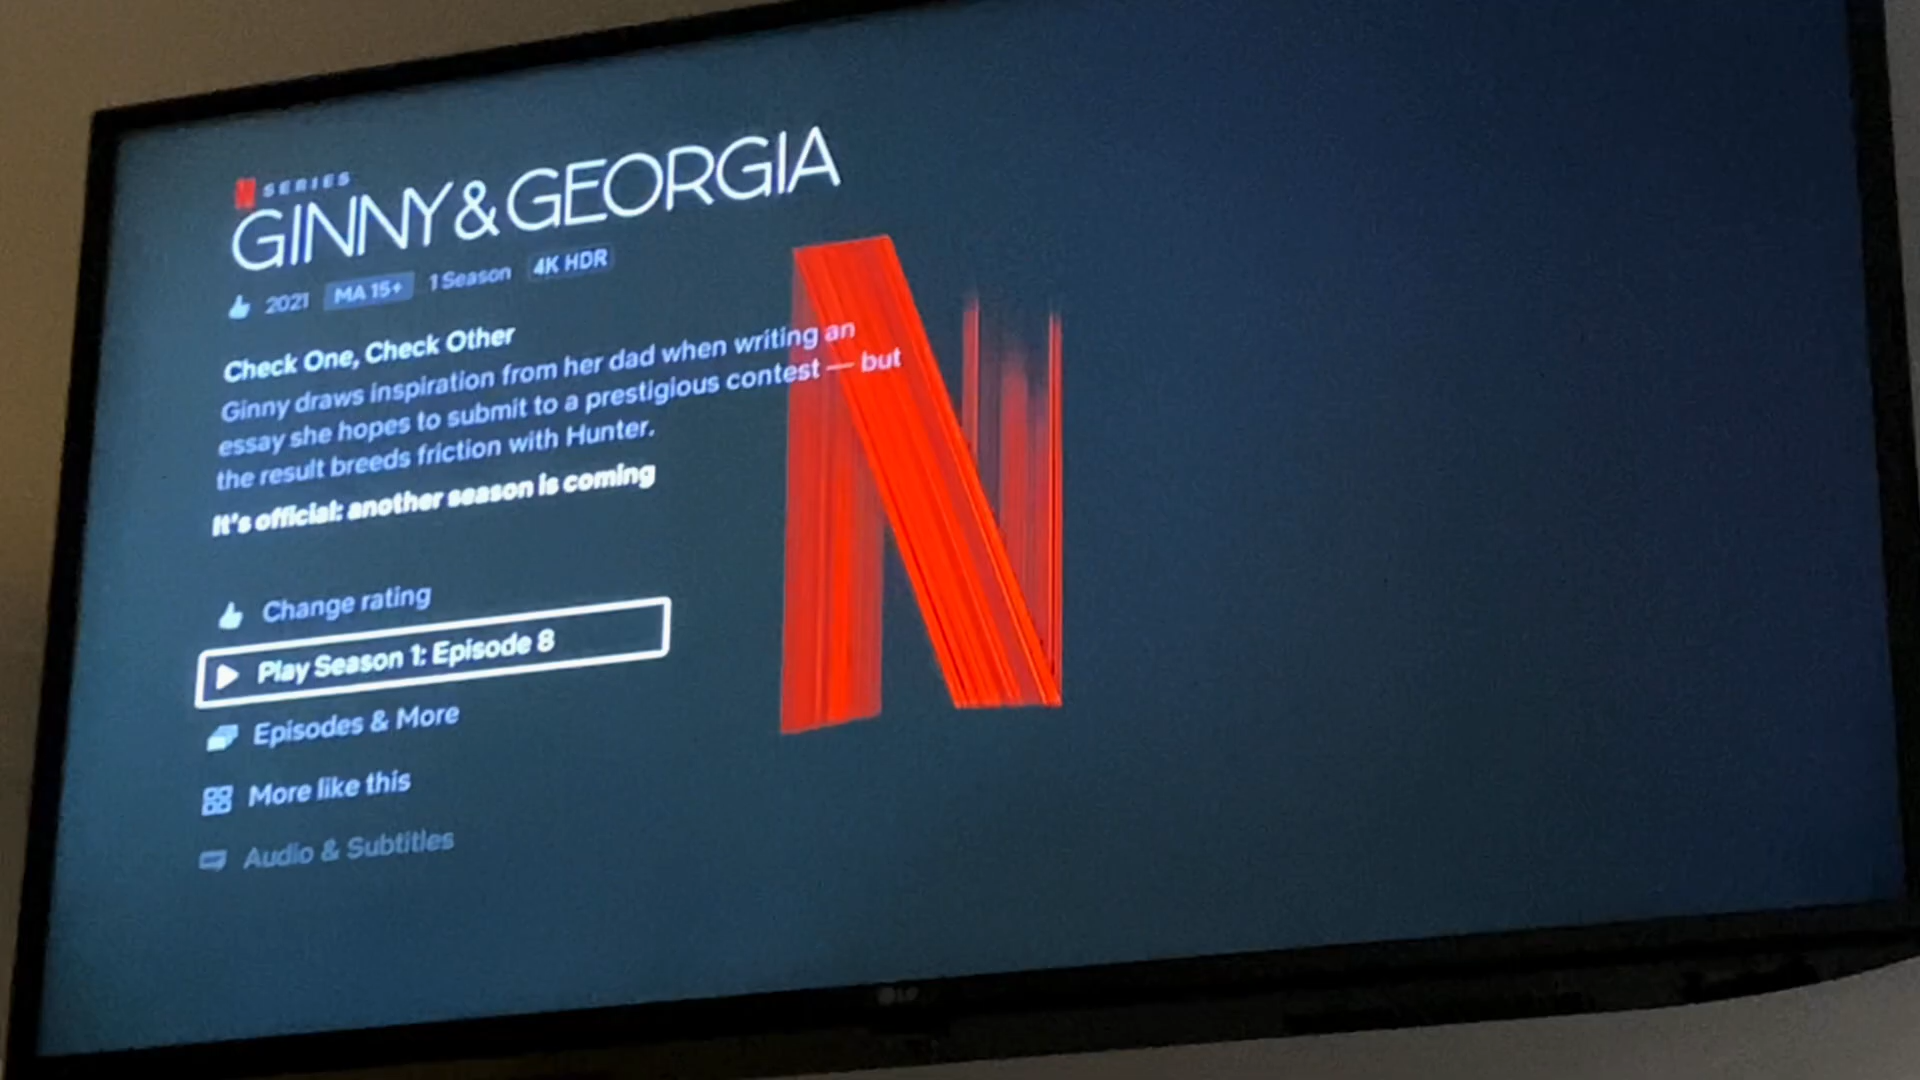 N SERIES
GINNY & GEORGIA
2021 MA 15+ 1 Season 4K HDR
Check One, Check Other
Ginny draws inspiration from her dad when writing an
essay she hopes to submit to a prestigious contest — but
the result breeds friction with Hunter.
It's official: another season is coming
Change rating
Play Season 1: Episode 8
Episodes & More
More like this
Audio & Subtitles
N
LG